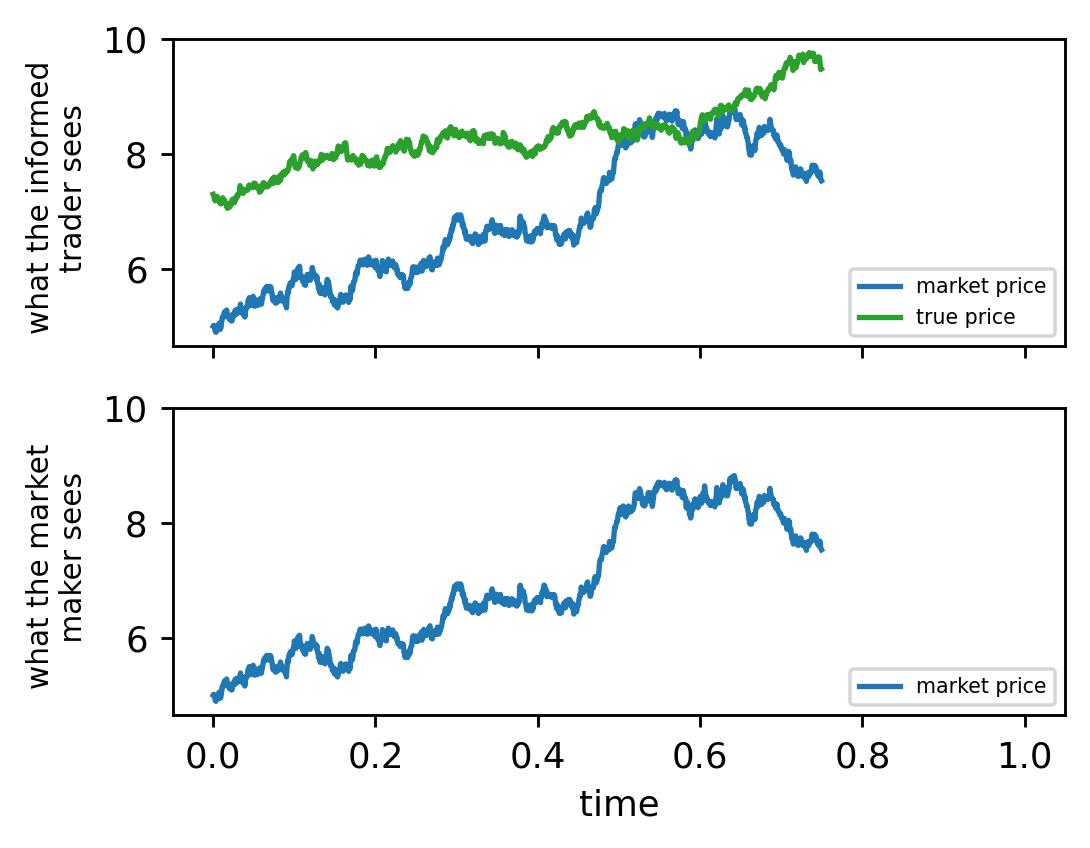 what the informed
trader sees
10
8
6
market price
true price
what the market
maker sees
10
8
6
market price
0.0 0.2 0.4 0.6 0.8 1.0
time